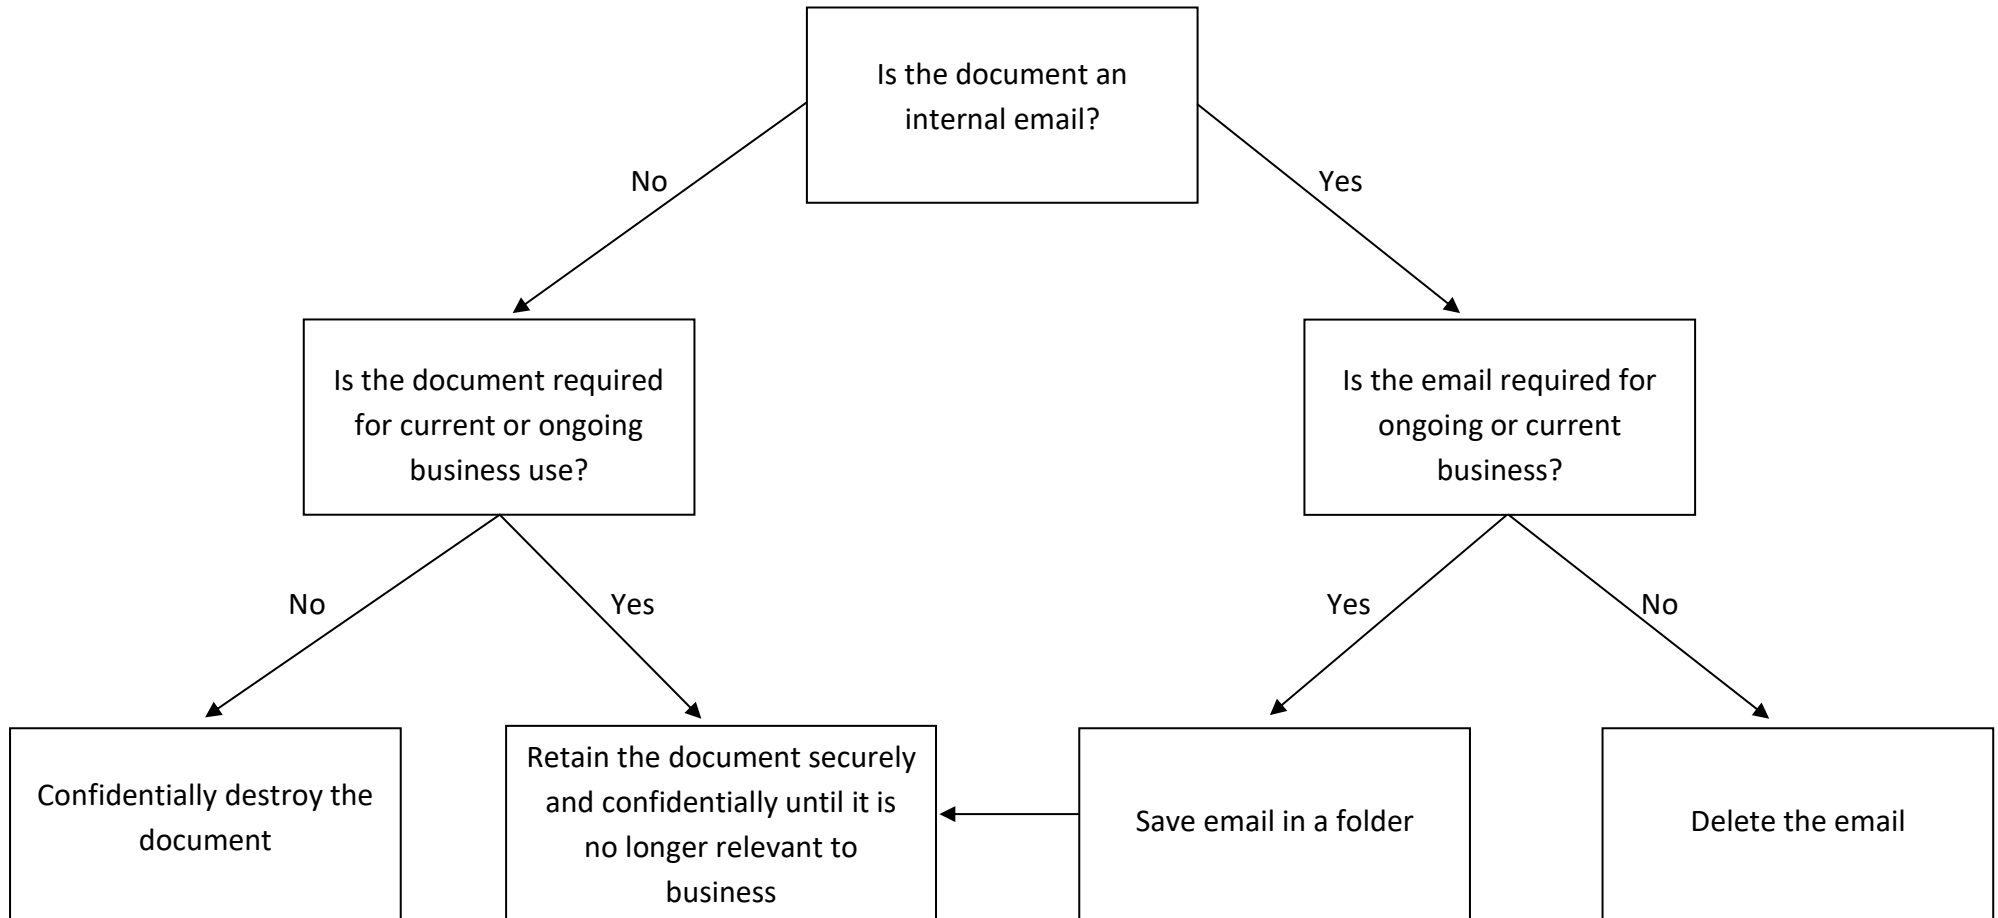 Is the document an
internal email?
No
Yes
Is the document required
for current or ongoing
business use?
Is the email required for
ongoing or current
business?
No
Yes
Yes
No
Confidentially destroy the
document
Retain the document securely
and confidentially until it is
no longer relevant to
business
Save email in a folder
Delete the email